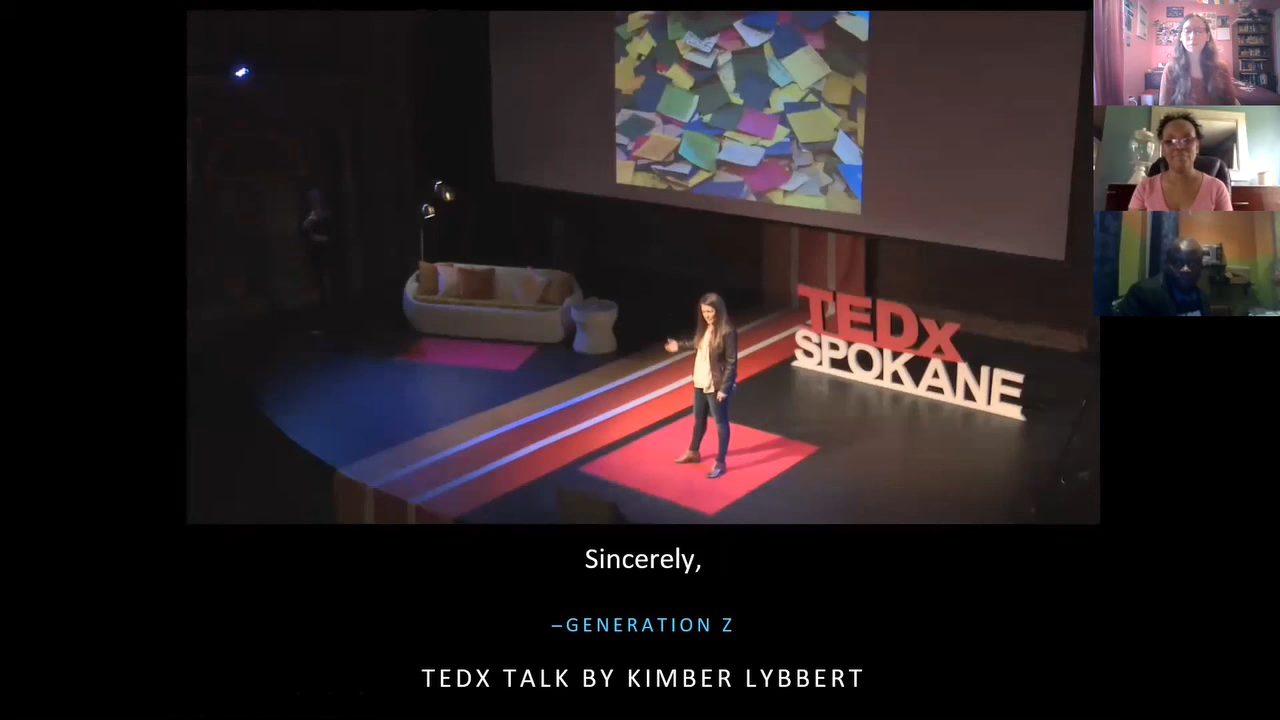 TEDx
SPOKANE
Sincerely,
–GENERATION Z
TEDX TALK BY KIMBER LYBBERT